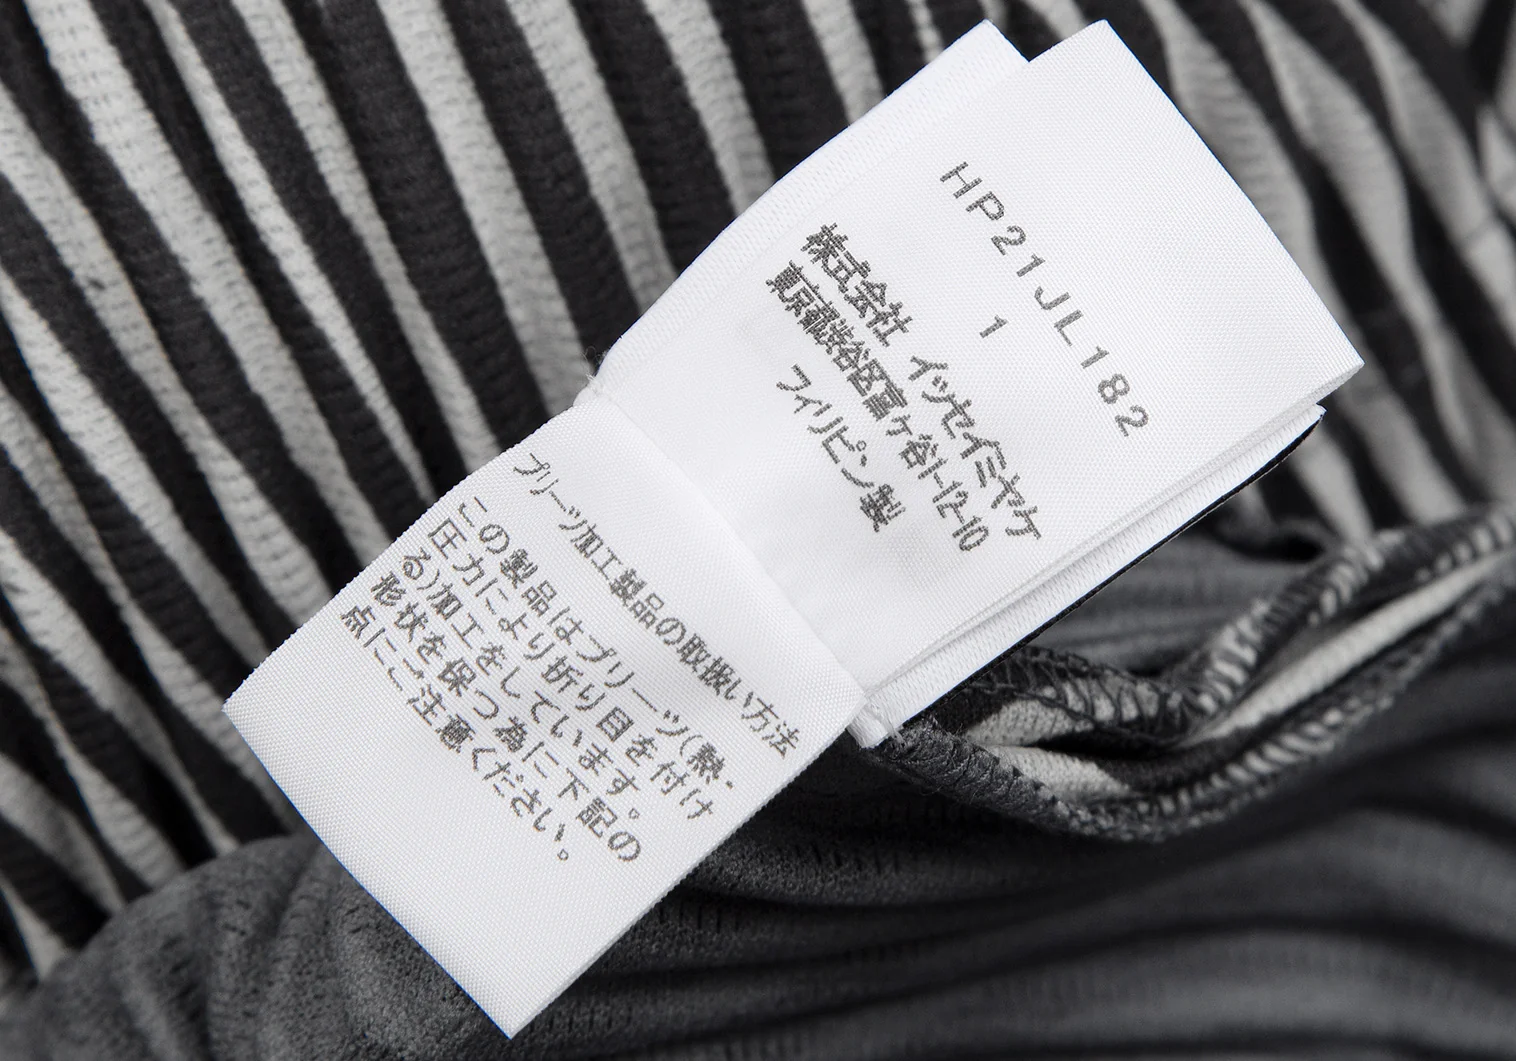 HP21JL182
1
株式会社 イッセイミヤケ
東京都渋谷区富ヶ谷1-12-10
フィリピン製
プリーツ加工製品の取扱い方法
この製品はプリーツ(熱・
圧力により折り目を付け
る)加工をしています。
形状を保つ為に下記の
点にご注意ください。